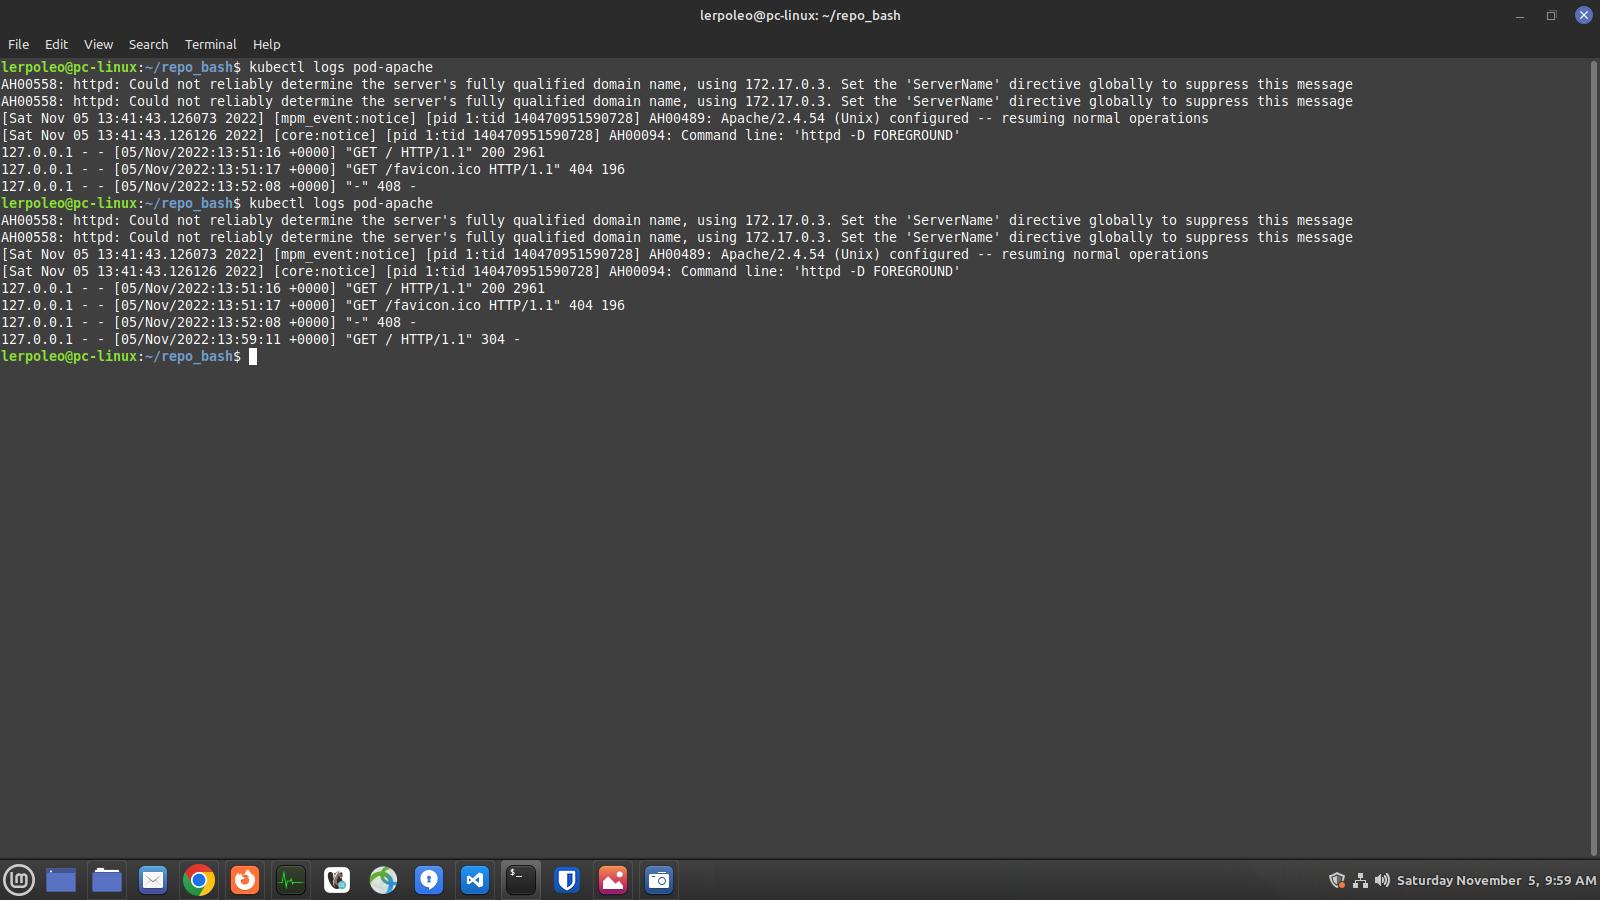 lerpoleo@pc-linux: ~/repo_bash
File Edit View Search Terminal Help
lerpoleo@pc-linux:~/repo_bash$ kubectl logs pod-apache
AH00558: httpd: Could not reliably determine the server's fully qualified domain name, using 172.17.0.3. Set the 'ServerName' directive globally to suppress this message
AH00558: httpd: Could not reliably determine the server's fully qualified domain name, using 172.17.0.3. Set the 'ServerName' directive globally to suppress this message
[Sat Nov 05 13:41:43.126073 2022] [mpm_event:notice] [pid 1:tid 140470951590728] AH00489: Apache/2.4.54 (Unix) configured -- resuming normal operations
[Sat Nov 05 13:41:43.126126 2022] [core:notice] [pid 1:tid 140470951590728] AH00094: Command line: 'httpd -D FOREGROUND'
127.0.0.1 - - [05/Nov/2022:13:51:16 +0000] "GET / HTTP/1.1" 200 2961
127.0.0.1 - - [05/Nov/2022:13:51:17 +0000] "GET /favicon.ico HTTP/1.1" 404 196
127.0.0.1 - - [05/Nov/2022:13:52:08 +0000] "-" 408 -
lerpoleo@pc-linux:~/repo_bash$ kubectl logs pod-apache
AH00558: httpd: Could not reliably determine the server's fully qualified domain name, using 172.17.0.3. Set the 'ServerName' directive globally to suppress this message
AH00558: httpd: Could not reliably determine the server's fully qualified domain name, using 172.17.0.3. Set the 'ServerName' directive globally to suppress this message
[Sat Nov 05 13:41:43.126073 2022] [mpm_event:notice] [pid 1:tid 140470951590728] AH00489: Apache/2.4.54 (Unix) configured -- resuming normal operations
[Sat Nov 05 13:41:43.126126 2022] [core:notice] [pid 1:tid 140470951590728] AH00094: Command line: 'httpd -D FOREGROUND'
127.0.0.1 - - [05/Nov/2022:13:51:16 +0000] "GET / HTTP/1.1" 200 2961
127.0.0.1 - - [05/Nov/2022:13:51:17 +0000] "GET /favicon.ico HTTP/1.1" 404 196
127.0.0.1 - - [05/Nov/2022:13:52:08 +0000] "-" 408 -
127.0.0.1 - - [05/Nov/2022:13:59:11 +0000] "GET / HTTP/1.1" 304 -
lerpoleo@pc-linux:~/repo_bash$
Saturday November 5, 9:59 AM